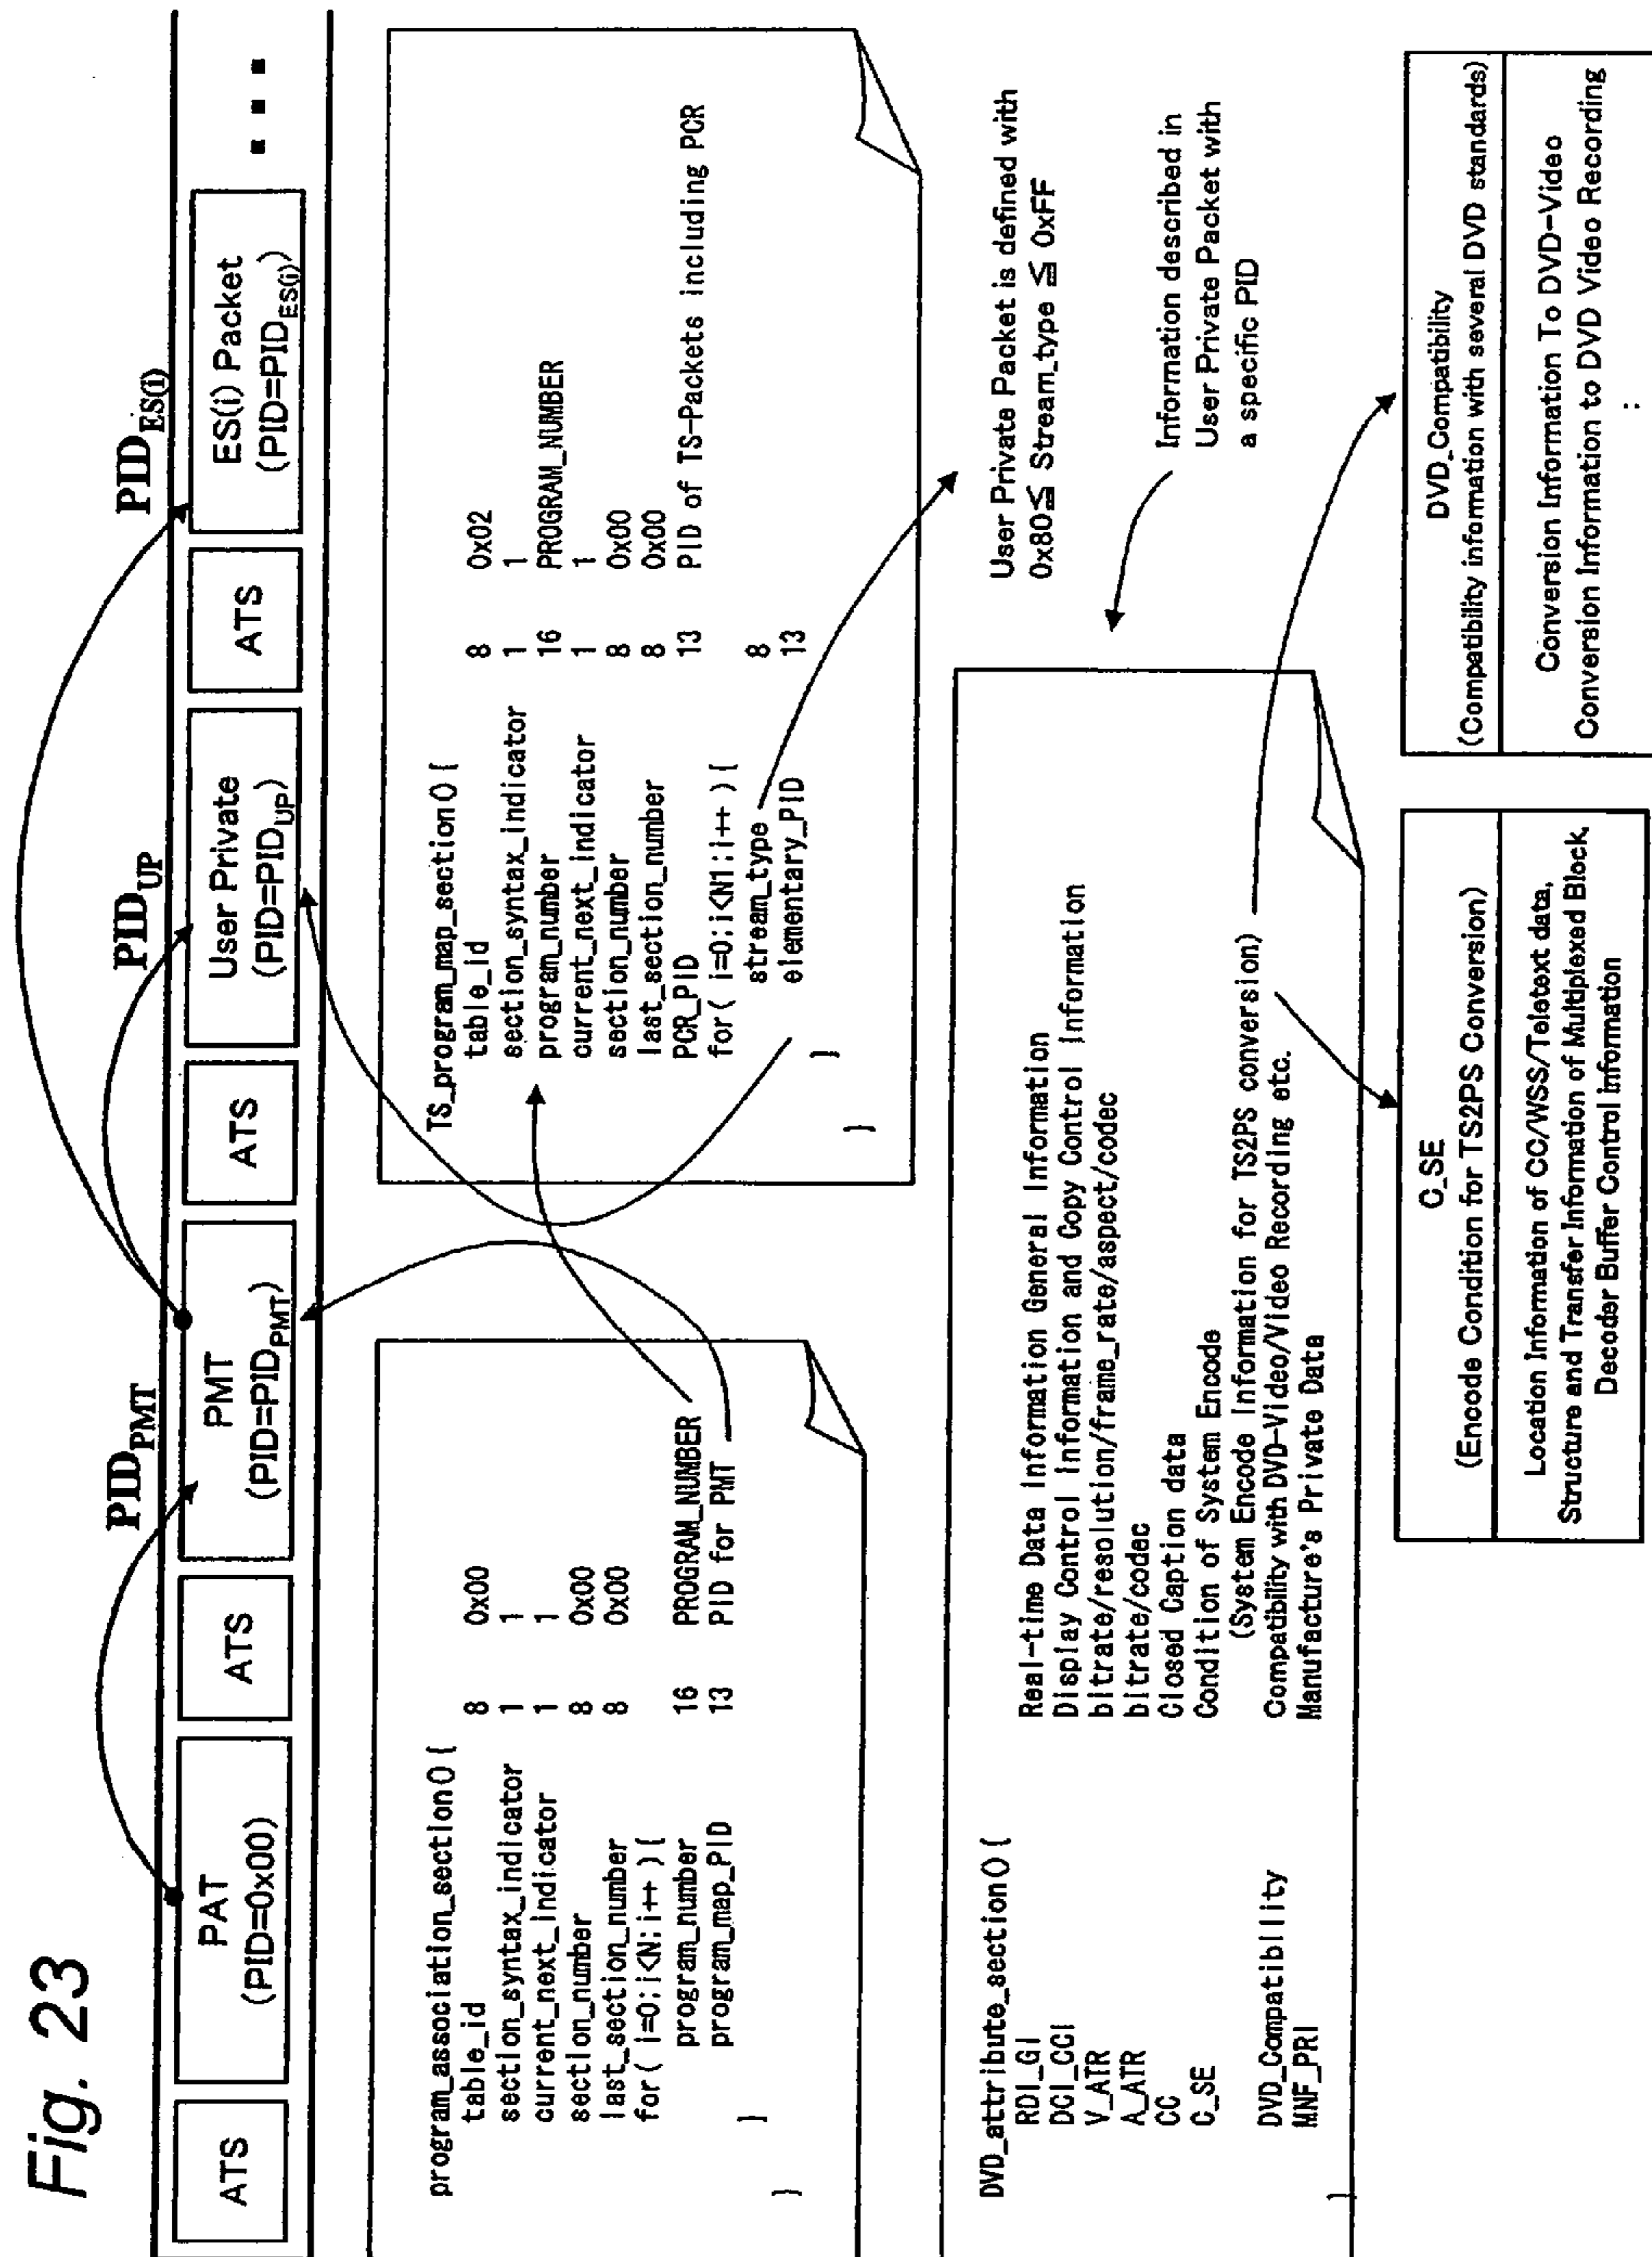 Fig. 23
PID_PMT
PID_UP
PID_ES(i)
ATS
PAT
(PID=0x00)
ATS
PMT
(PID=PID_PMT)
ATS
User Private
(PID=PID_UP)
ATS
ES(i) Packet
(PID=PID_ES(i))
program_association_section(){
table_id 8 0x00
section_syntax_indicator 1 1
current_next_indicator 1 1
section_number 8 0x00
last_section_number 8 0x00
for( i=0;i<N;i++ ){
program_number 16 PROGRAM_NUMBER
program_map_PID 13 PID for PMT
}
}
TS_program_map_section(){
table_id 8 0x02
section_syntax_indicator 1 1
program_number 16 PROGRAM_NUMBER
current_next_indicator 1 1
section_number 8 0x00
last_section_number 8 0x00
PCR_PID 13 PID of TS-Packets including PCR
for( i=0;i<N1;i++ ){
stream_type 8
elementary_PID 13
}
}
User Private Packet is defined with
0x80≦ Stream_type ≦ 0xFF
DVD_attribute_section(){
RDI_GI Real-time Data Information General Information
DCI_CCI Display Control Information and Copy Control Information
V_ATR bitrate/resolution/frame_rate/aspect/codec
A_ATR bitrate/codec
CC Closed Caption data
C_SE Condition of System Encode
(System Encode Information for TS2PS conversion)
DVD_Compatiblity Compatibility with DVD-Video/Video Recording etc.
MNF_PRI Manufacture's Private Data
}
Information described in
User Private Packet with
a specific PID
C_SE
(Encode Condition for TS2PS Conversion)
Location Information of CC/WSS/Teletext data,
Structure and Transfer Information of Multiplexed Block,
Decoder Buffer Control Information
DVD_Compatibility
(Compatibility information with several DVD standards)
Conversion Information To DVD-Video
Conversion Information to DVD Video Recording
: